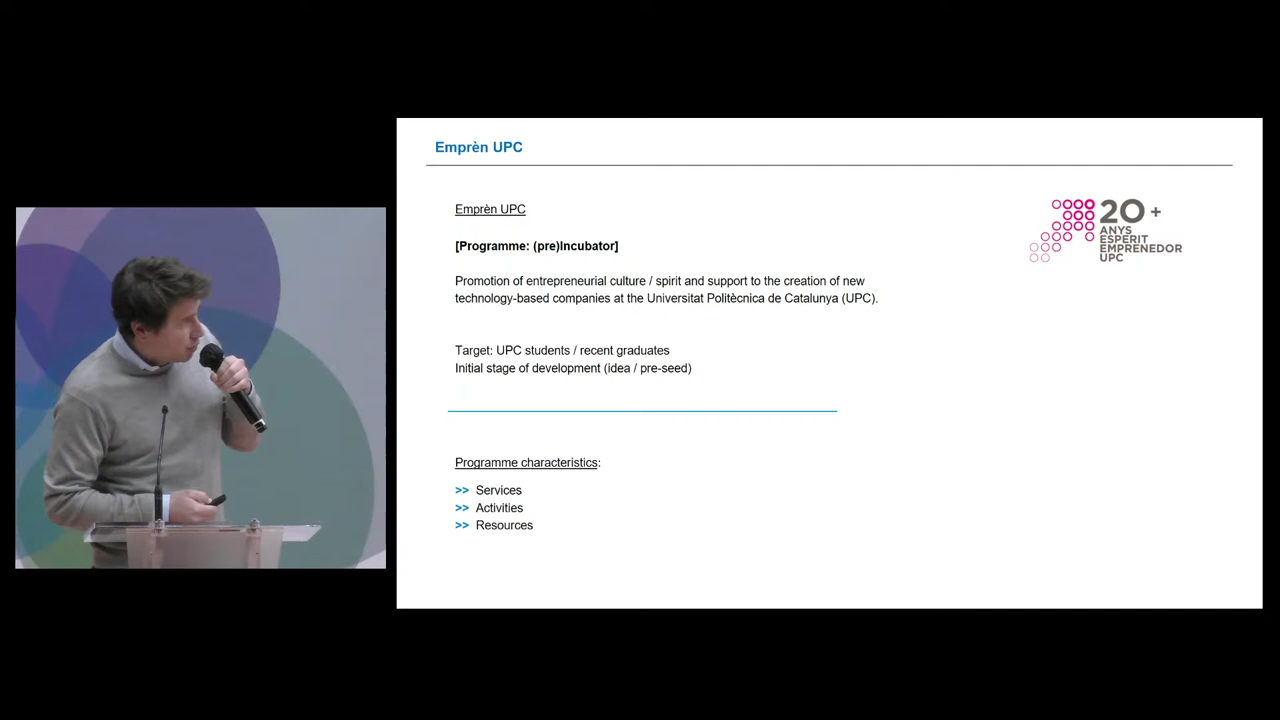 Emprèn UPC
Emprèn UPC
[Programme: (pre)Incubator]
Promotion of entrepreneurial culture / spirit and support to the creation of new
technology-based companies at the Universitat Politècnica de Catalunya (UPC).
Target: UPC students / recent graduates
Initial stage of development (idea / pre-seed)
Programme characteristics:
>> Services
>> Activities
>> Resources
20+
ANYS
ESPERIT
EMPRENEDOR
UPC